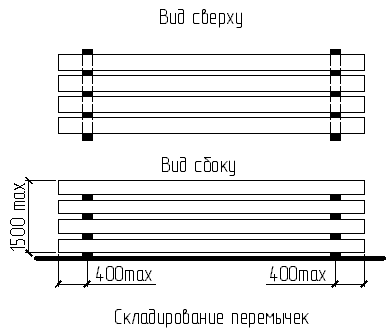 Вид сверху
Вид сбоку
1500 max
400max
400max
Складирование перемычек